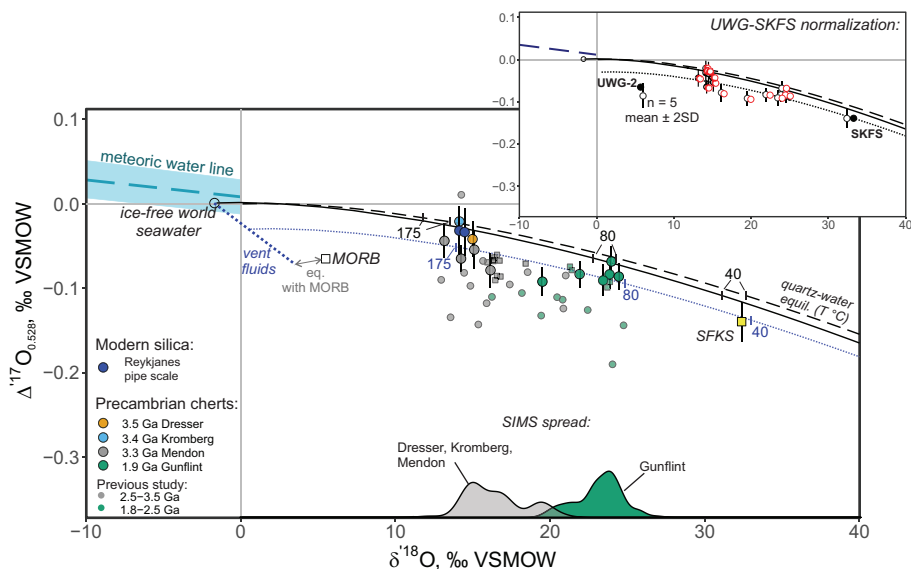 UWG-SKFS normalization:
0.1
0.0
−0.1
−0.2
−0.3
UWG-2
n = 5
mean ± 2SD
SKFS
−10
0
10
20
30
40
0.1
0.0
−0.1
−0.2
−0.3
Δ'17O0.528, ‰ VSMOW
meteoric water line
ice-free world
seawater
vent
fluids
MORB
eq.
with MORB
175
175
80
80
40
40
quartz-water
equil. (T °C)
SFKS
Modern silica:
Reykjanes
pipe scale
Precambrian cherts:
3.5 Ga Dresser
3.4 Ga Kromberg
3.3 Ga Mendon
1.9 Ga Gunflint
Previous study:
2.5−3.5 Ga
1.8−2.5 Ga
SIMS spread:
Dresser, Kromberg,
Mendon
Gunflint
−10
0
10
20
30
40
δ'18O, ‰ VSMOW